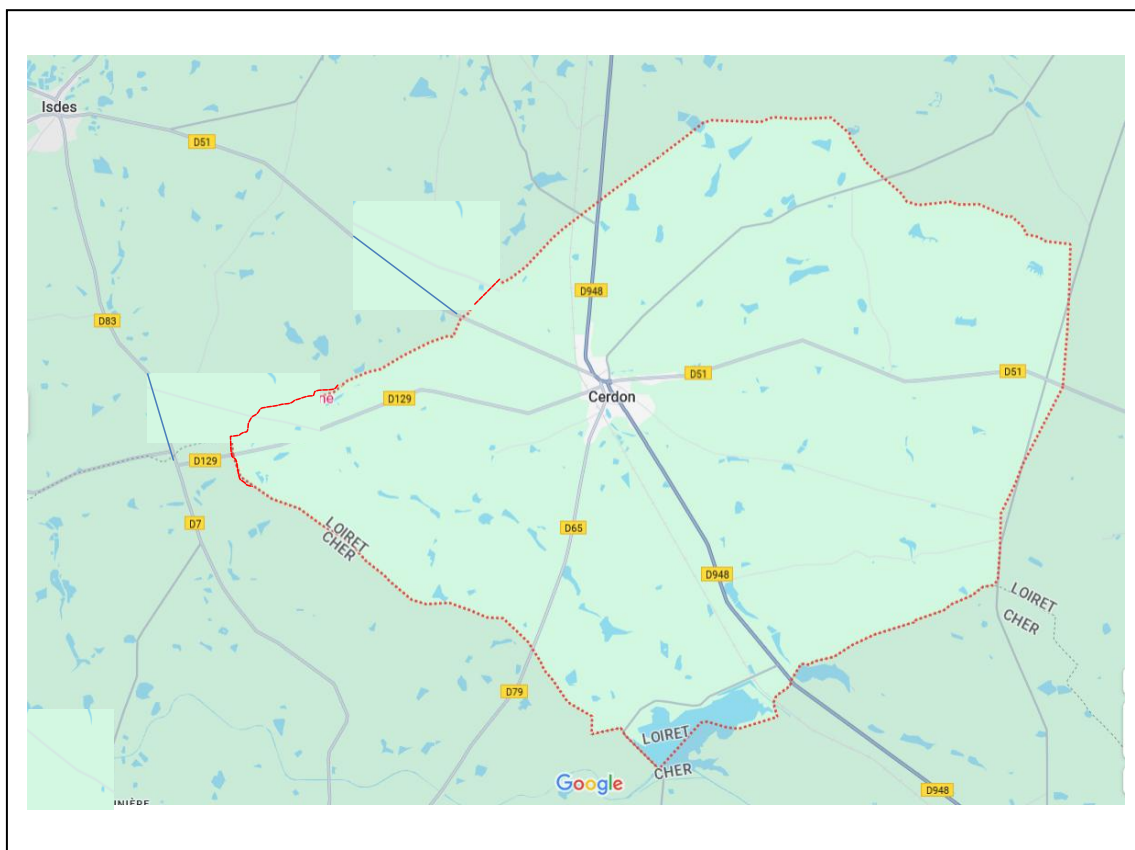 Isdes
D51
D948
D83
D51
D51
Cerdon
D129
D129
D7
D65
LOIRET
CHER
D948
LOIRET
CHER
D79
LOIRET
CHER
Google
D948
INIÈRE